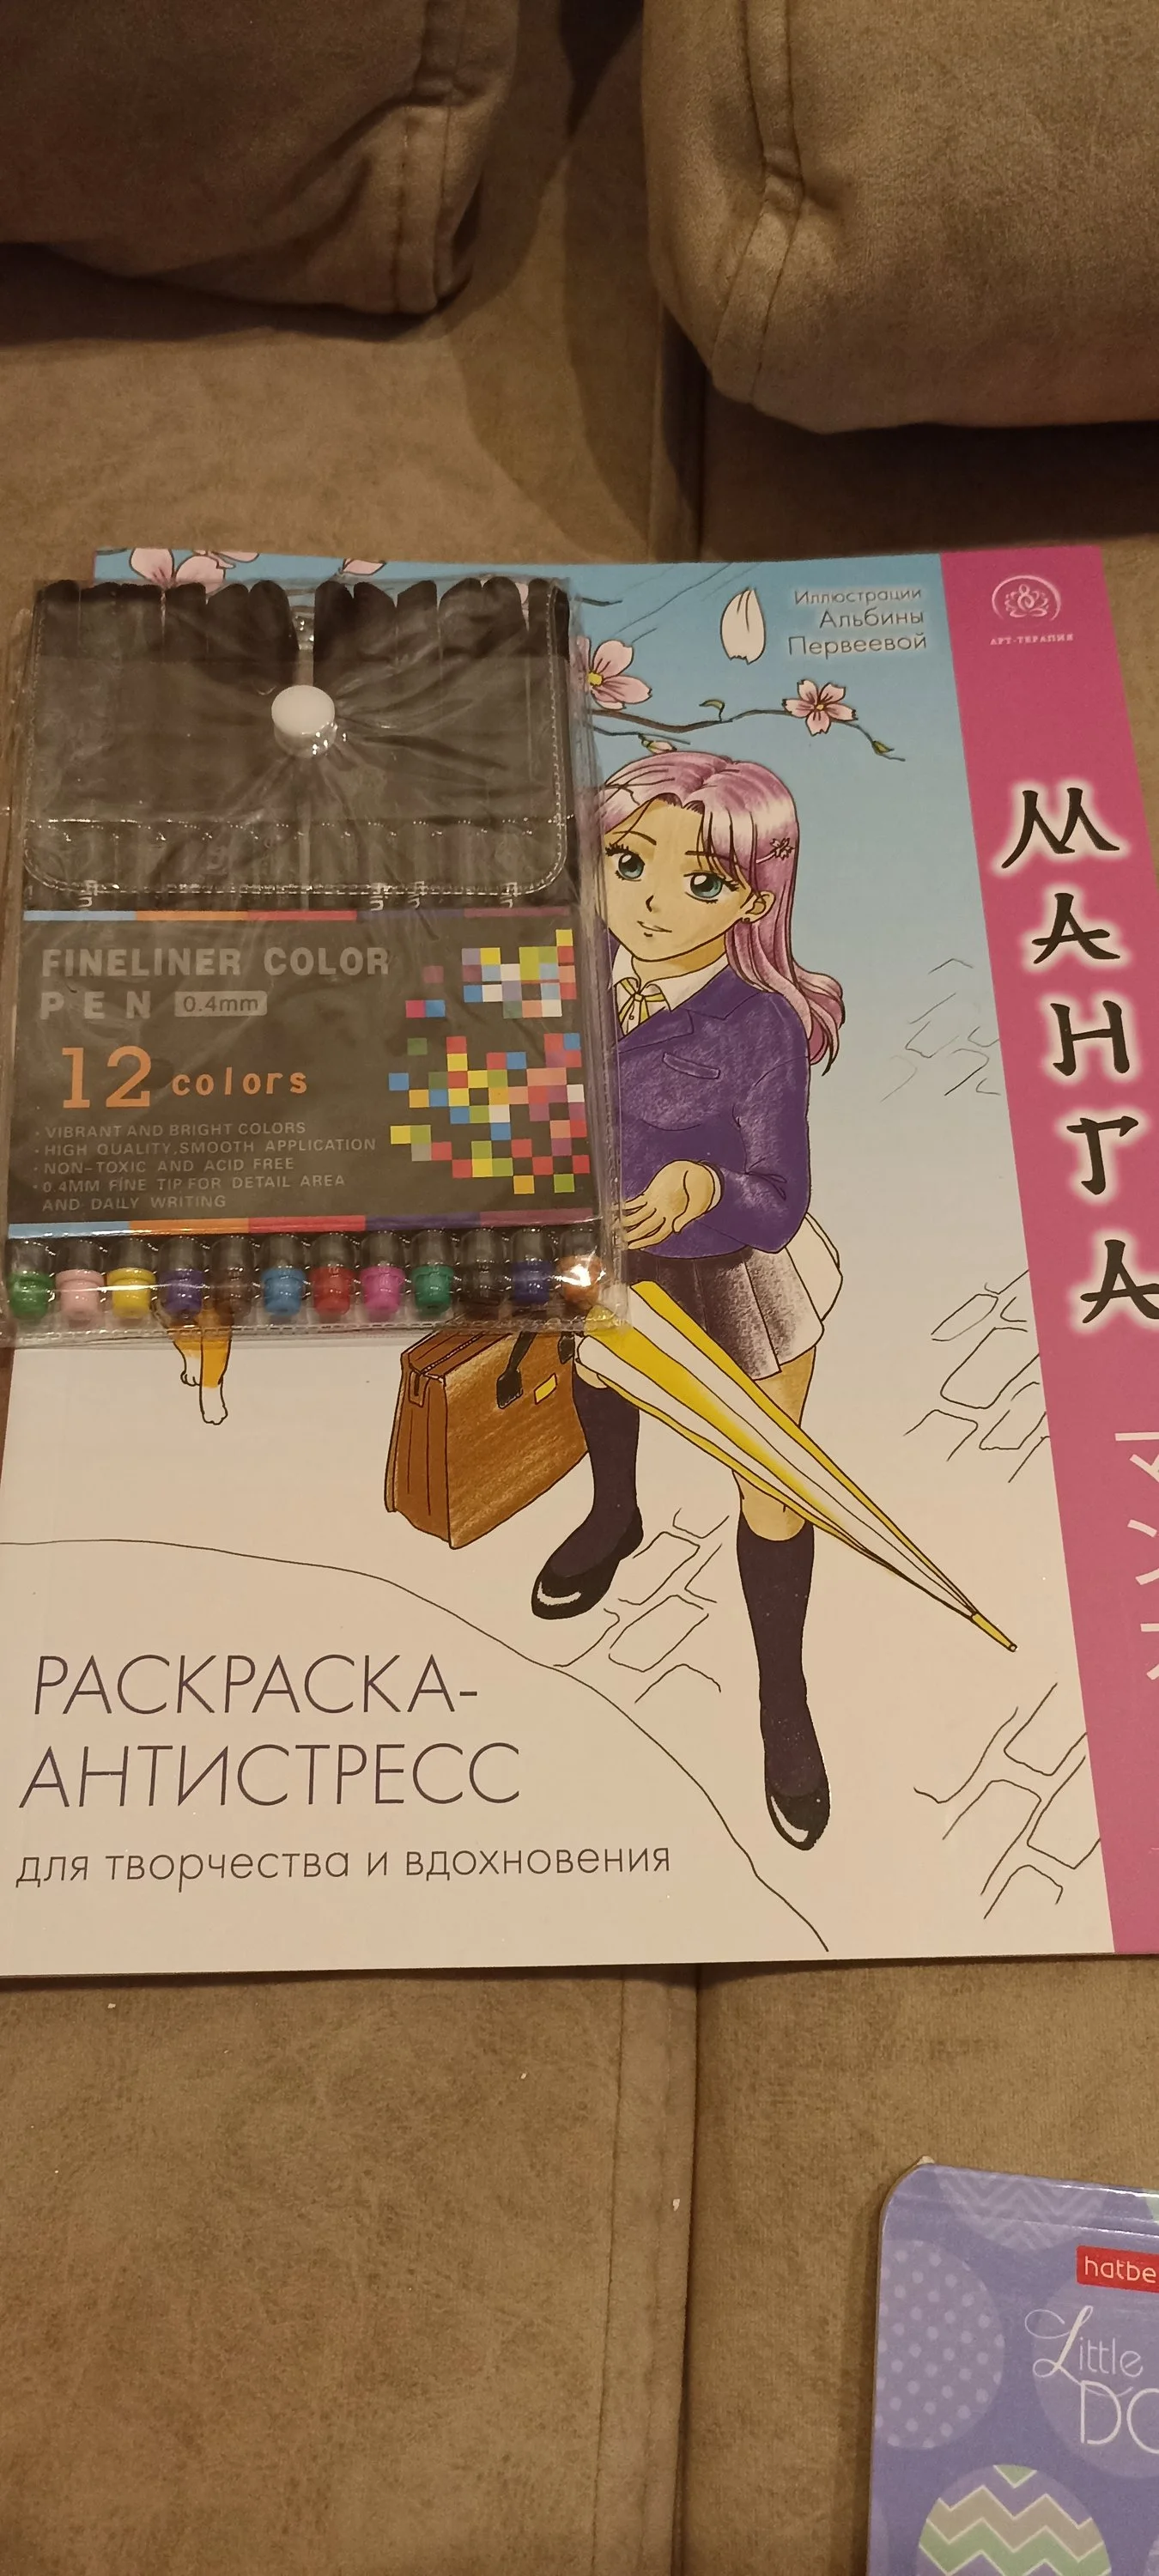 Иллюстрации
Альбины
Первеевой
АРТ-ТЕРАПИЯ
МАНГА
FINELINER COLOR
PEN 0.4mm
12 colors
· VIBRANT AND BRIGHT COLORS
· HIGH QUALITY,SMOOTH APPLICATION
· NON-TOXIC AND ACID FREE
· 0.4MM FINE TIP FOR DETAIL AREA
AND DAILY WRITING
РАСКРАСКА-
АНТИСТРЕСС
для творчества и вдохновения
hatbe
Little
DO